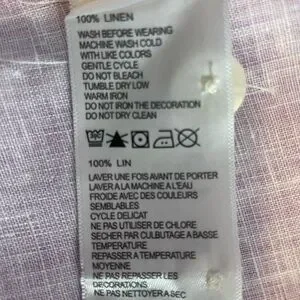 100% LINEN
WASH BEFORE WEARING
MACHINE WASH COLD
WITH LIKE COLORS
GENTLE CYCLE
DO NOT BLEACH
TUMBLE DRY LOW
WARM IRON
DO NOT IRON THE DECORATION
DO NOT DRY CLEAN
100% LIN
LAVER UNE FOIS AVANT DE PORTER
LAVER A LA MACHINE A L'EAU
FROIDE AVEC DES COULEURS
SEMBLABLES
CYCLE DELICAT
NE PAS UTILISER DE CHLORE
SECHER PAR CULBUTAGE A BASSE
TEMPERATURE
REPASSER A TEMPERATURE
MOYENNE
NE PAS REPASSER LES
DECORATIONS
NE PAS NETTOYER A SEC